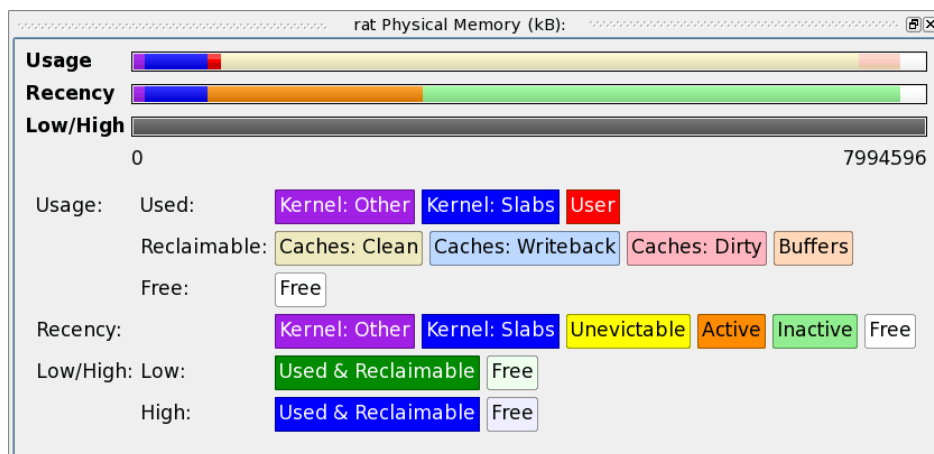 rat Physical Memory (kB):
Usage
Recency
Low/High
0 7994596
Usage: Used: Kernel: Other Kernel: Slabs User
Reclaimable: Caches: Clean Caches: Writeback Caches: Dirty Buffers
Free: Free
Recency: Kernel: Other Kernel: Slabs Unevictable Active Inactive Free
Low/High: Low: Used & Reclaimable Free
High: Used & Reclaimable Free